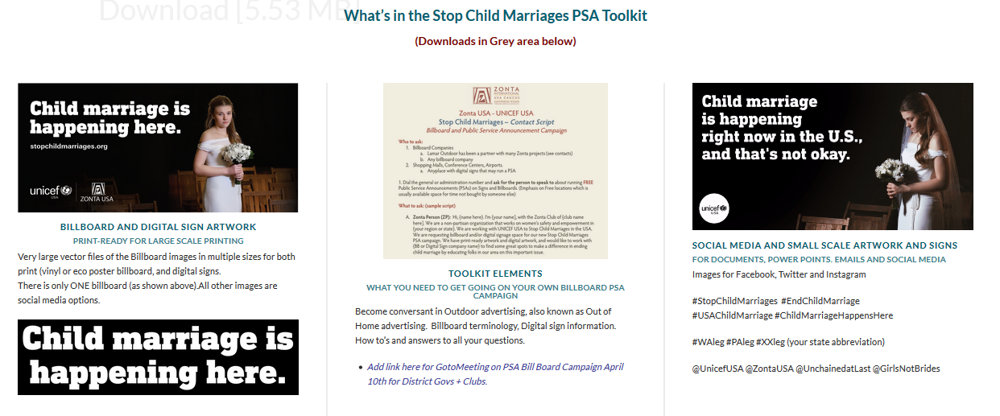 Download [5.53 MB]
What's in the Stop Child Marriages PSA Toolkit
(Downloads in Grey area below)
Child marriage is
happening here.
stopchildmarriages.org
unicef
USA
ZONTA USA
BILLBOARD AND DIGITAL SIGN ARTWORK
PRINT-READY FOR LARGE SCALE PRINTING
Very large vector files of the Billboard images in multiple sizes for both
print (vinyl or eco poster billboard, and digital signs.
There is only ONE billboard (as shown above).All other images are
social media options.
Child marriage is
happening here.
ZONTA
INTERNATIONAL
USA CAUCUS
EMPOWERING WOMEN
Zonta USA - UNICEF USA
Stop Child Marriages – Contact Script
Billboard and Public Service Announcement Campaign
Who to ask:
1. Billboard Companies
a. Lamar Outdoor has been a partner with many Zonta projects (see contacts)
b. Any billboard company
2. Shopping Malls, Conference Centers, Airports.
a. Anyplace with digital signs that may run a PSA
1. Dial the general or administration number and ask for the person to speak to about running FREE
Public Service Announcements (PSAs) on Signs and Billboards. (Emphasis on Free locations which is
usually available space for time not bought by someone else)
What to ask: (sample script)
A. Zonta Person (ZP): Hi, (name here). I'm (your name), with the Zonta Club of (club name
here). We are a non-partisan organization that works on women's safety and empowerment in
(your region or state). We are working with UNICEF USA to Stop Child Marriages in the USA.
We are requesting billboard and/or digital signage space for our new Stop Child Marriages
PSA campaign. We have print-ready artwork and digital artwork, and would like to work with
(BB or Digital Sign company name) to find some great spots to make a difference in ending
child marriage by educating folks in our area on this important issue.
TOOLKIT ELEMENTS
WHAT YOU NEED TO GET GOING ON YOUR OWN BILLBOARD PSA
CAMPAIGN
Become conversant in Outdoor advertising, also known as Out of
Home advertising. Billboard terminology, Digital sign information.
How to's and answers to all your questions.
• Add link here for GotoMeeting on PSA Bill Board Campaign April
10th for District Govs + Clubs.
Child marriage
is happening
right now in the U.S.,
and that's not okay.
unicef
USA
SOCIAL MEDIA AND SMALL SCALE ARTWORK AND SIGNS
FOR DOCUMENTS, POWER POINTS. EMAILS AND SOCIAL MEDIA
Images for Facebook, Twitter and Instagram
#StopChildMarriages #EndChildMarriage
#USAChildMarriage #ChildMarriageHappensHere
#WAleg #PAleg #XXleg (your state abbreviation)
@UnicefUSA @ZontaUSA @UnchainedatLast @GirlsNotBrides